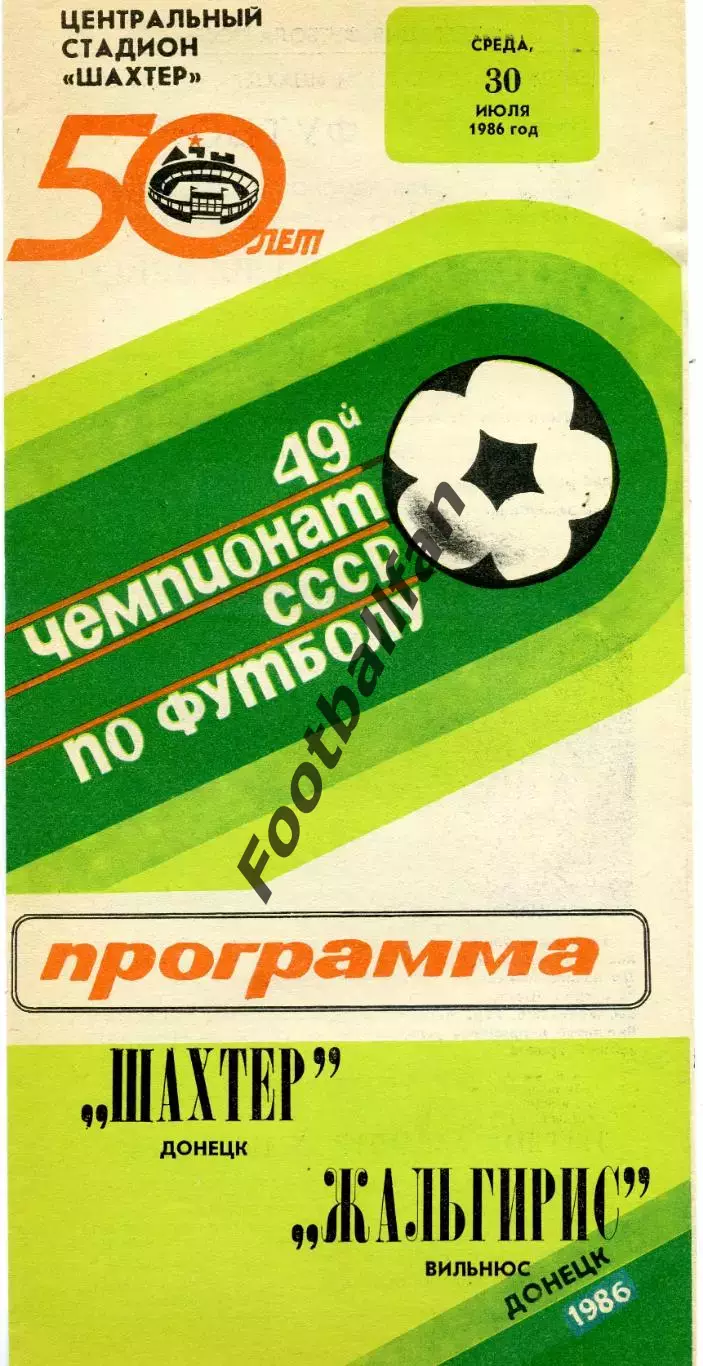 ЦЕНТРАЛЬНЫЙ
СТАДИОН
«ШАХТЕР»
50
ЛЕТ
СРЕДА,
30
ИЮЛЯ
1986 год
49й
ЧЕМПИОНАТ
СССР
ПО ФУТБОЛУ
Footballfan
программа
„ШАХТЕР”
ДОНЕЦК
„ЖАЛЬГИРИС”
ВИЛЬНЮС
ДОНЕЦК
1986